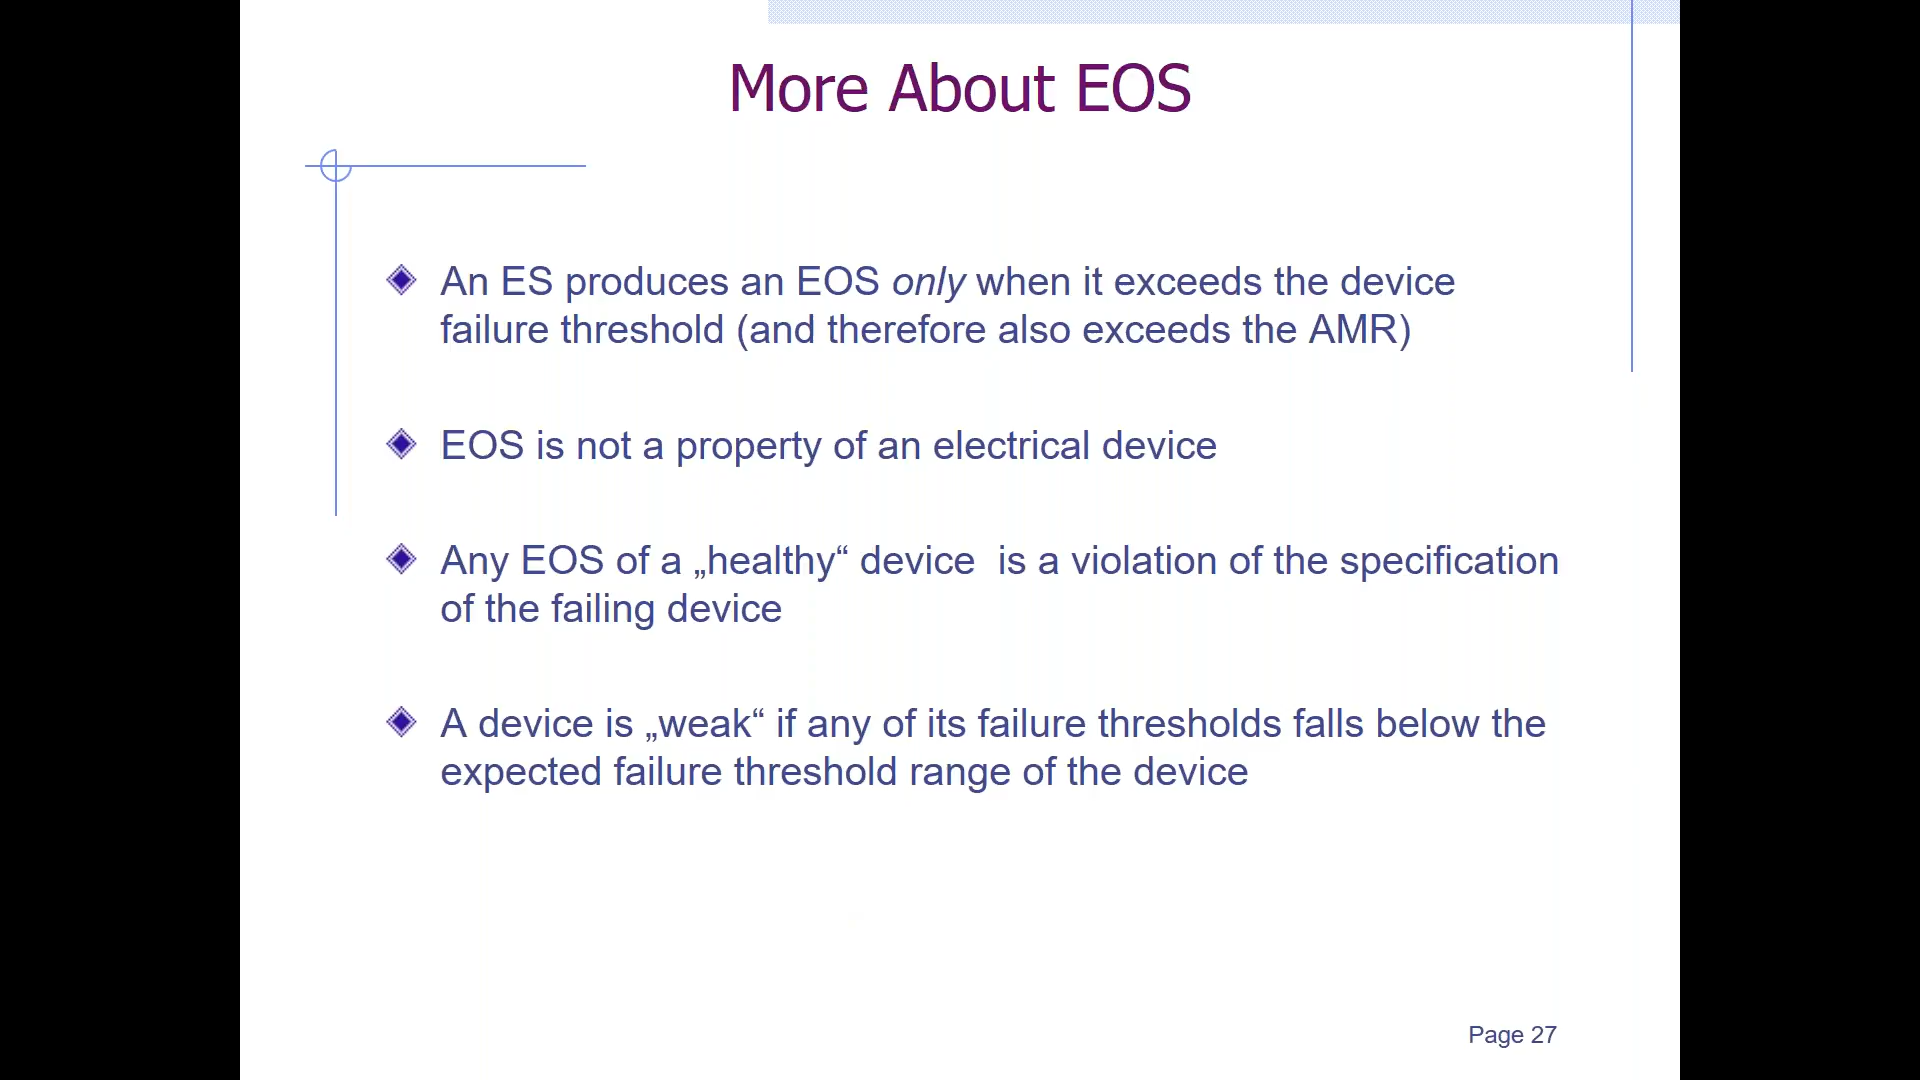 More About EOS
An ES produces an EOS only when it exceeds the device
failure threshold (and therefore also exceeds the AMR)
EOS is not a property of an electrical device
Any EOS of a „healthy“ device  is a violation of the specification
of the failing device
A device is „weak“ if any of its failure thresholds falls below the
expected failure threshold range of the device
Page 27